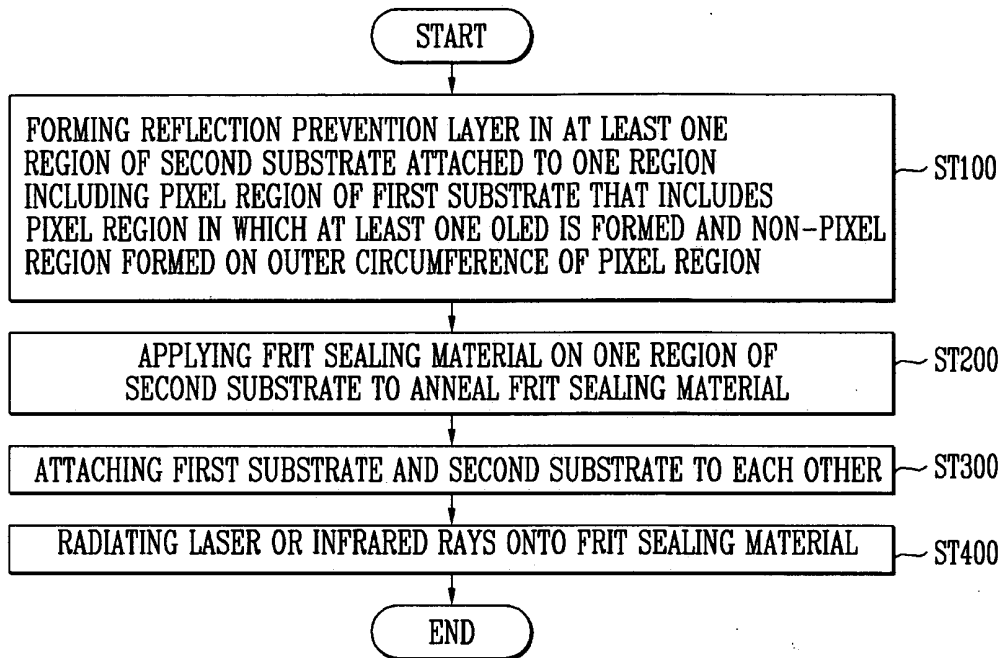 START
FORMING REFLECTION PREVENTION LAYER IN AT LEAST ONE
REGION OF SECOND SUBSTRATE ATTACHED TO ONE REGION
INCLUDING PIXEL REGION OF FIRST SUBSTRATE THAT INCLUDES
PIXEL REGION IN WHICH AT LEAST ONE OLED IS FORMED AND NON-PIXEL
REGION FORMED ON OUTER CIRCUMFERENCE OF PIXEL REGION
ST100
APPLYING FRIT SEALING MATERIAL ON ONE REGION OF
SECOND SUBSTRATE TO ANNEAL FRIT SEALING MATERIAL
ST200
ATTACHING FIRST SUBSTRATE AND SECOND SUBSTRATE TO EACH OTHER
ST300
RADIATING LASER OR INFRARED RAYS ONTO FRIT SEALING MATERIAL
ST400
END